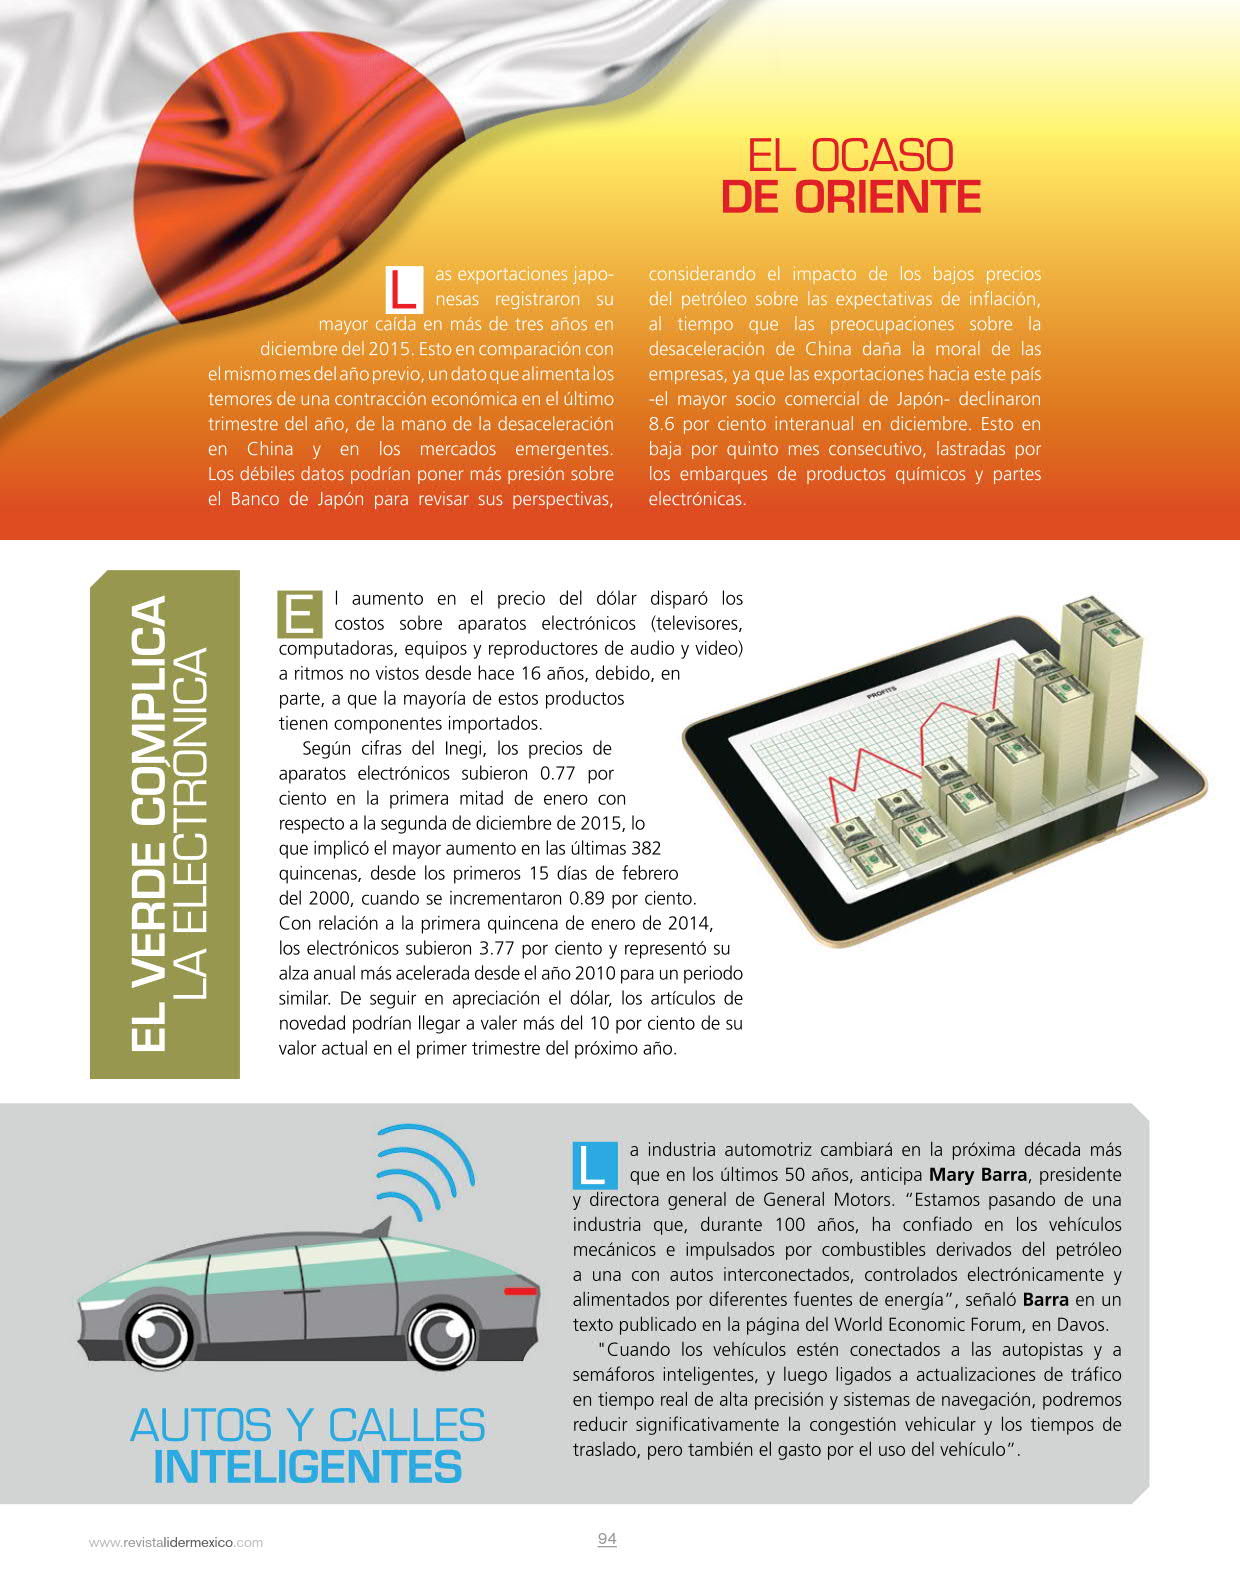 EL OCASO
DE ORIENTE
Las exportaciones japo-
nesas registraron su
mayor caída en más de tres años en
diciembre del 2015. Esto en comparación con
el mismo mes del año previo, un dato que alimenta los
temores de una contracción económica en el último
trimestre del año, de la mano de la desaceleración
en China y en los mercados emergentes.
Los débiles datos podrían poner más presión sobre
el Banco de Japón para revisar sus perspectivas,
considerando el impacto de los bajos precios
del petróleo sobre las expectativas de inflación,
al tiempo que las preocupaciones sobre la
desaceleración de China daña la moral de las
empresas, ya que las exportaciones hacia este país
-el mayor socio comercial de Japón- declinaron
8.6 por ciento interanual en diciembre. Esto en
baja por quinto mes consecutivo, lastradas por
los embarques de productos químicos y partes
electrónicas.
EL VERDE COMPLICA
LA ELECTRÓNICA
El aumento en el precio del dólar disparó los
costos sobre aparatos electrónicos (televisores,
computadoras, equipos y reproductores de audio y video)
a ritmos no vistos desde hace 16 años, debido, en
parte, a que la mayoría de estos productos
tienen componentes importados.
Según cifras del Inegi, los precios de
aparatos electrónicos subieron 0.77 por
ciento en la primera mitad de enero con
respecto a la segunda de diciembre de 2015, lo
que implicó el mayor aumento en las últimas 382
quincenas, desde los primeros 15 días de febrero
del 2000, cuando se incrementaron 0.89 por ciento.
Con relación a la primera quincena de enero de 2014,
los electrónicos subieron 3.77 por ciento y representó su
alza anual más acelerada desde el año 2010 para un periodo
similar. De seguir en apreciación el dólar, los artículos de
novedad podrían llegar a valer más del 10 por ciento de su
valor actual en el primer trimestre del próximo año.
PROFITS
AUTOS Y CALLES
INTELIGENTES
La industria automotriz cambiará en la próxima década más
que en los últimos 50 años, anticipa Mary Barra, presidente
y directora general de General Motors. “Estamos pasando de una
industria que, durante 100 años, ha confiado en los vehículos
mecánicos e impulsados por combustibles derivados del petróleo
a una con autos interconectados, controlados electrónicamente y
alimentados por diferentes fuentes de energía”, señaló Barra en un
texto publicado en la página del World Economic Forum, en Davos.
"Cuando los vehículos estén conectados a las autopistas y a
semáforos inteligentes, y luego ligados a actualizaciones de tráfico
en tiempo real de alta precisión y sistemas de navegación, podremos
reducir significativamente la congestión vehicular y los tiempos de
traslado, pero también el gasto por el uso del vehículo”.
www.revistalidermexico.com
94